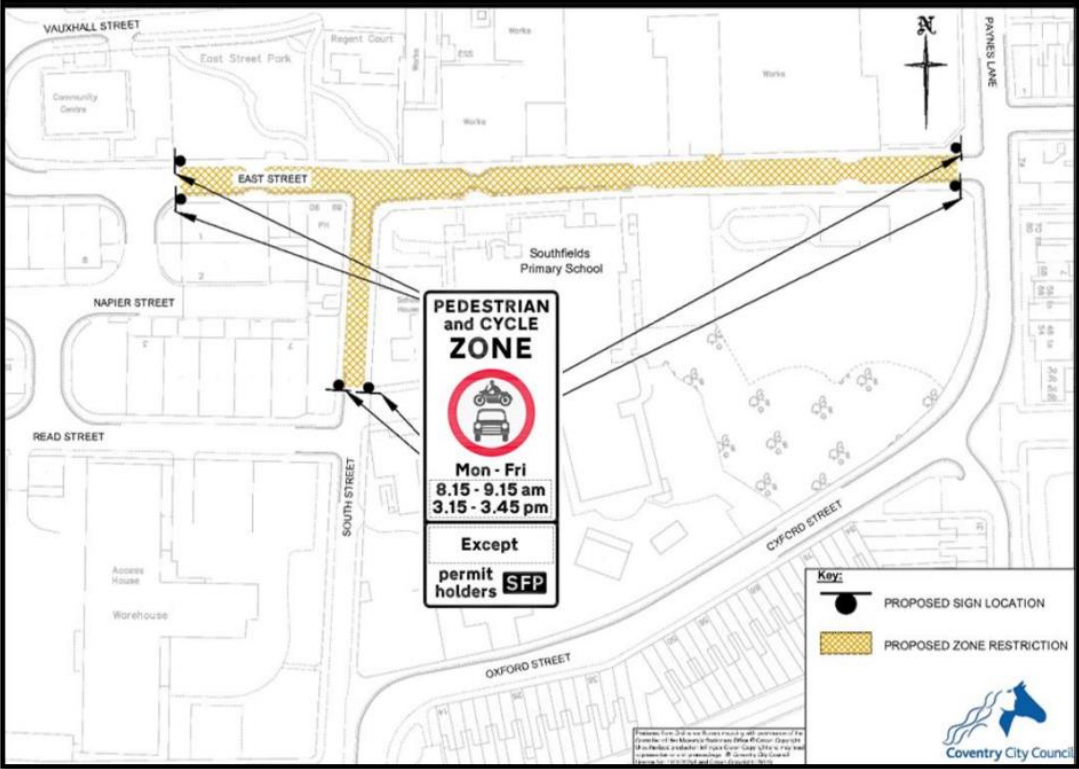 VAUXHALL STREET
East Street Park
Regent Court
Works
ESS
Works
Works
Works
Community
Centre
N
PAYNES LANE
EAST STREET
PH
Southfields
Primary School
NAPIER STREET
PEDESTRIAN
and CYCLE
ZONE
Mon - Fri
8.15 - 9.15 am
3.15 - 3.45 pm
Except
permit
holders SFP
READ STREET
SOUTH STREET
Access
House
Warehouse
OXFORD STREET
OXFORD STREET
Key:
PROPOSED SIGN LOCATION
PROPOSED ZONE RESTRICTION
Coventry City Council